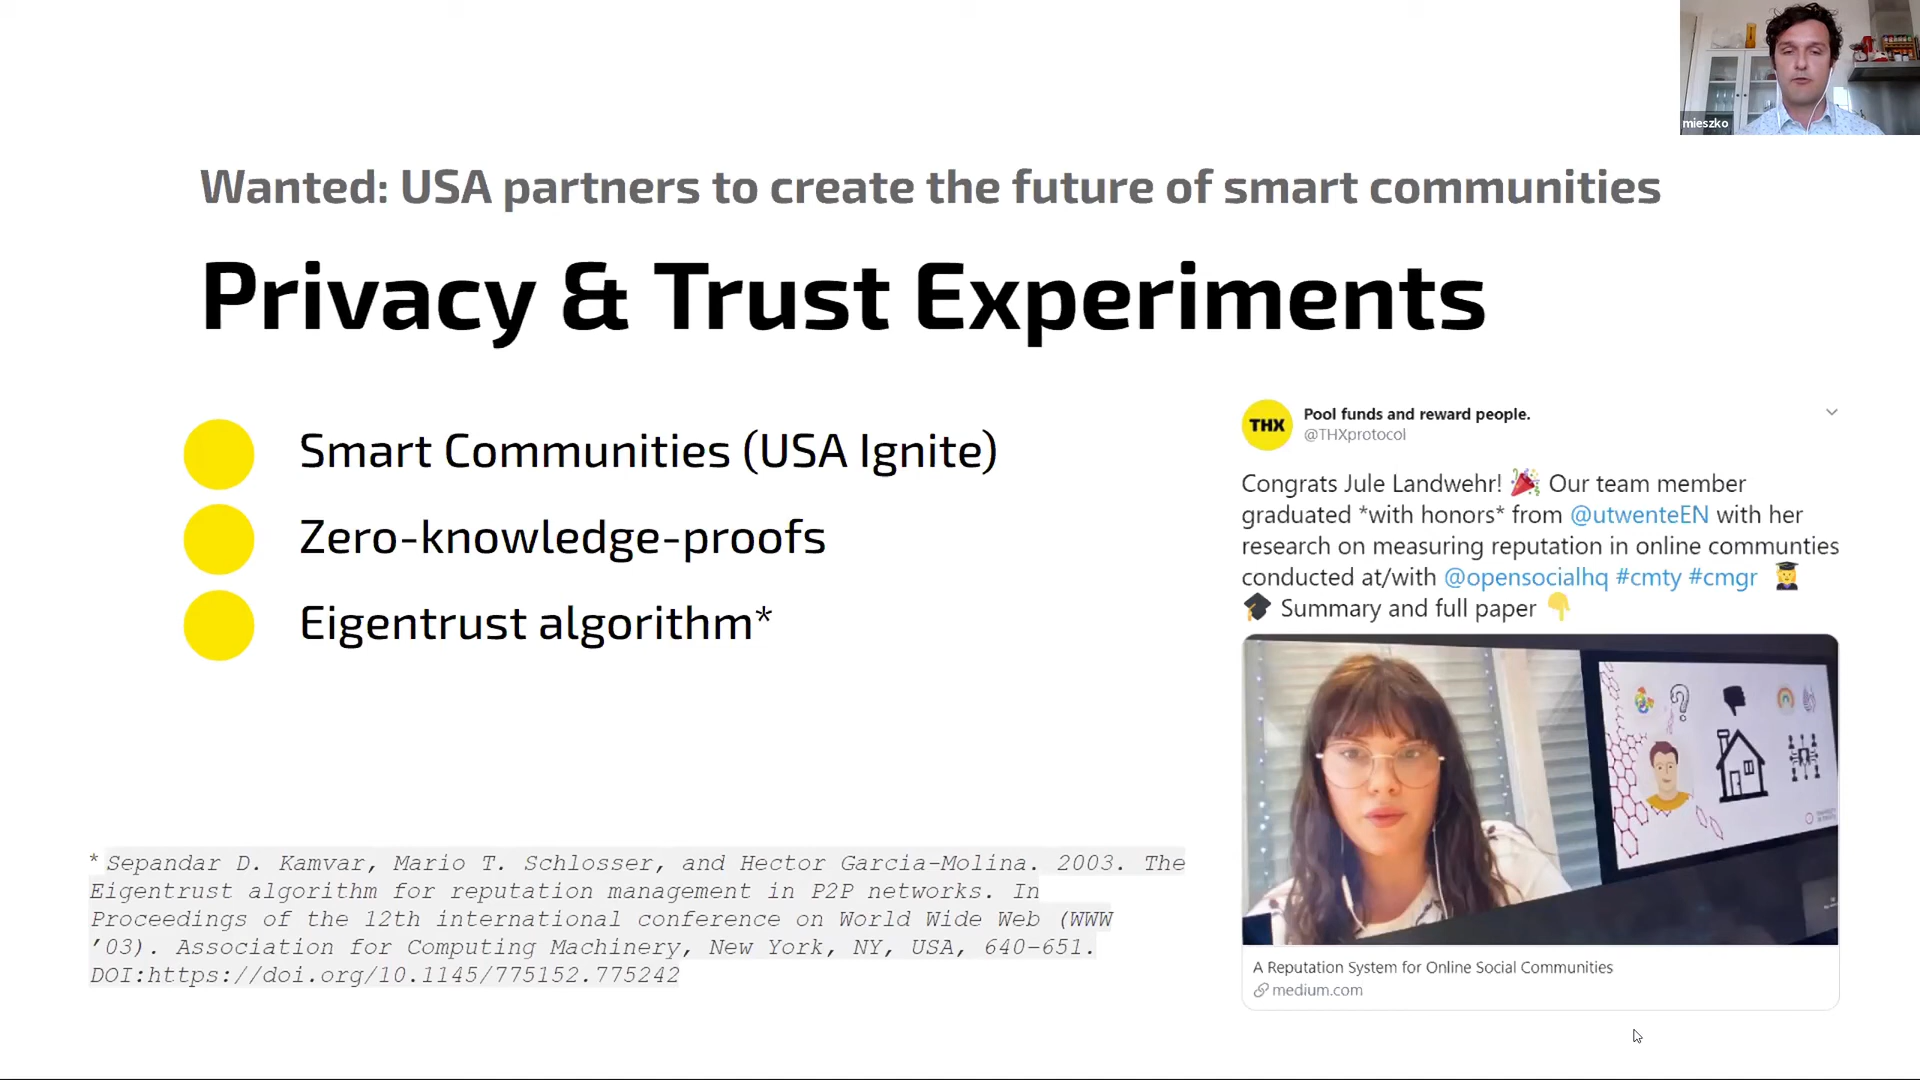 mieszko
Wanted: USA partners to create the future of smart communities
Privacy & Trust Experiments
Smart Communities (USA Ignite)
Zero-knowledge-proofs
Eigentrust algorithm*
* Sepandar D. Kamvar, Mario T. Schlosser, and Hector Garcia-Molina. 2003. The
Eigentrust algorithm for reputation management in P2P networks. In
Proceedings of the 12th international conference on World Wide Web (WWW
’03). Association for Computing Machinery, New York, NY, USA, 640–651.
DOI:https://doi.org/10.1145/775152.775242
THX
Pool funds and reward people.
@THXprotocol
Congrats Jule Landwehr! 🎉 Our team member
graduated *with honors* from @utwenteEN with her
research on measuring reputation in online communties
conducted at/with @opensocialhq #cmty #cmgr 👩‍🎓
🎓 Summary and full paper 👇
A Reputation System for Online Social Communities
medium.com